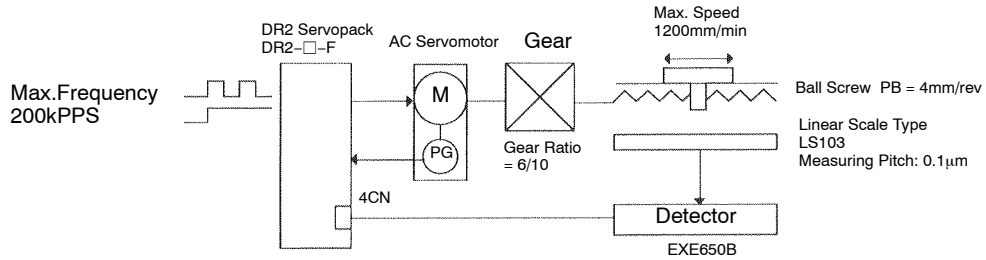 Max. Speed
1200mm/min
DR2 Servopack
DR2-□-F
AC Servomotor
Gear
Max.Frequency
200kPPS
M
PG
Ball Screw PB = 4mm/rev
Gear Ratio
= 6/10
Linear Scale Type
LS103
Measuring Pitch: 0.1µm
4CN
Detector
EXE650B